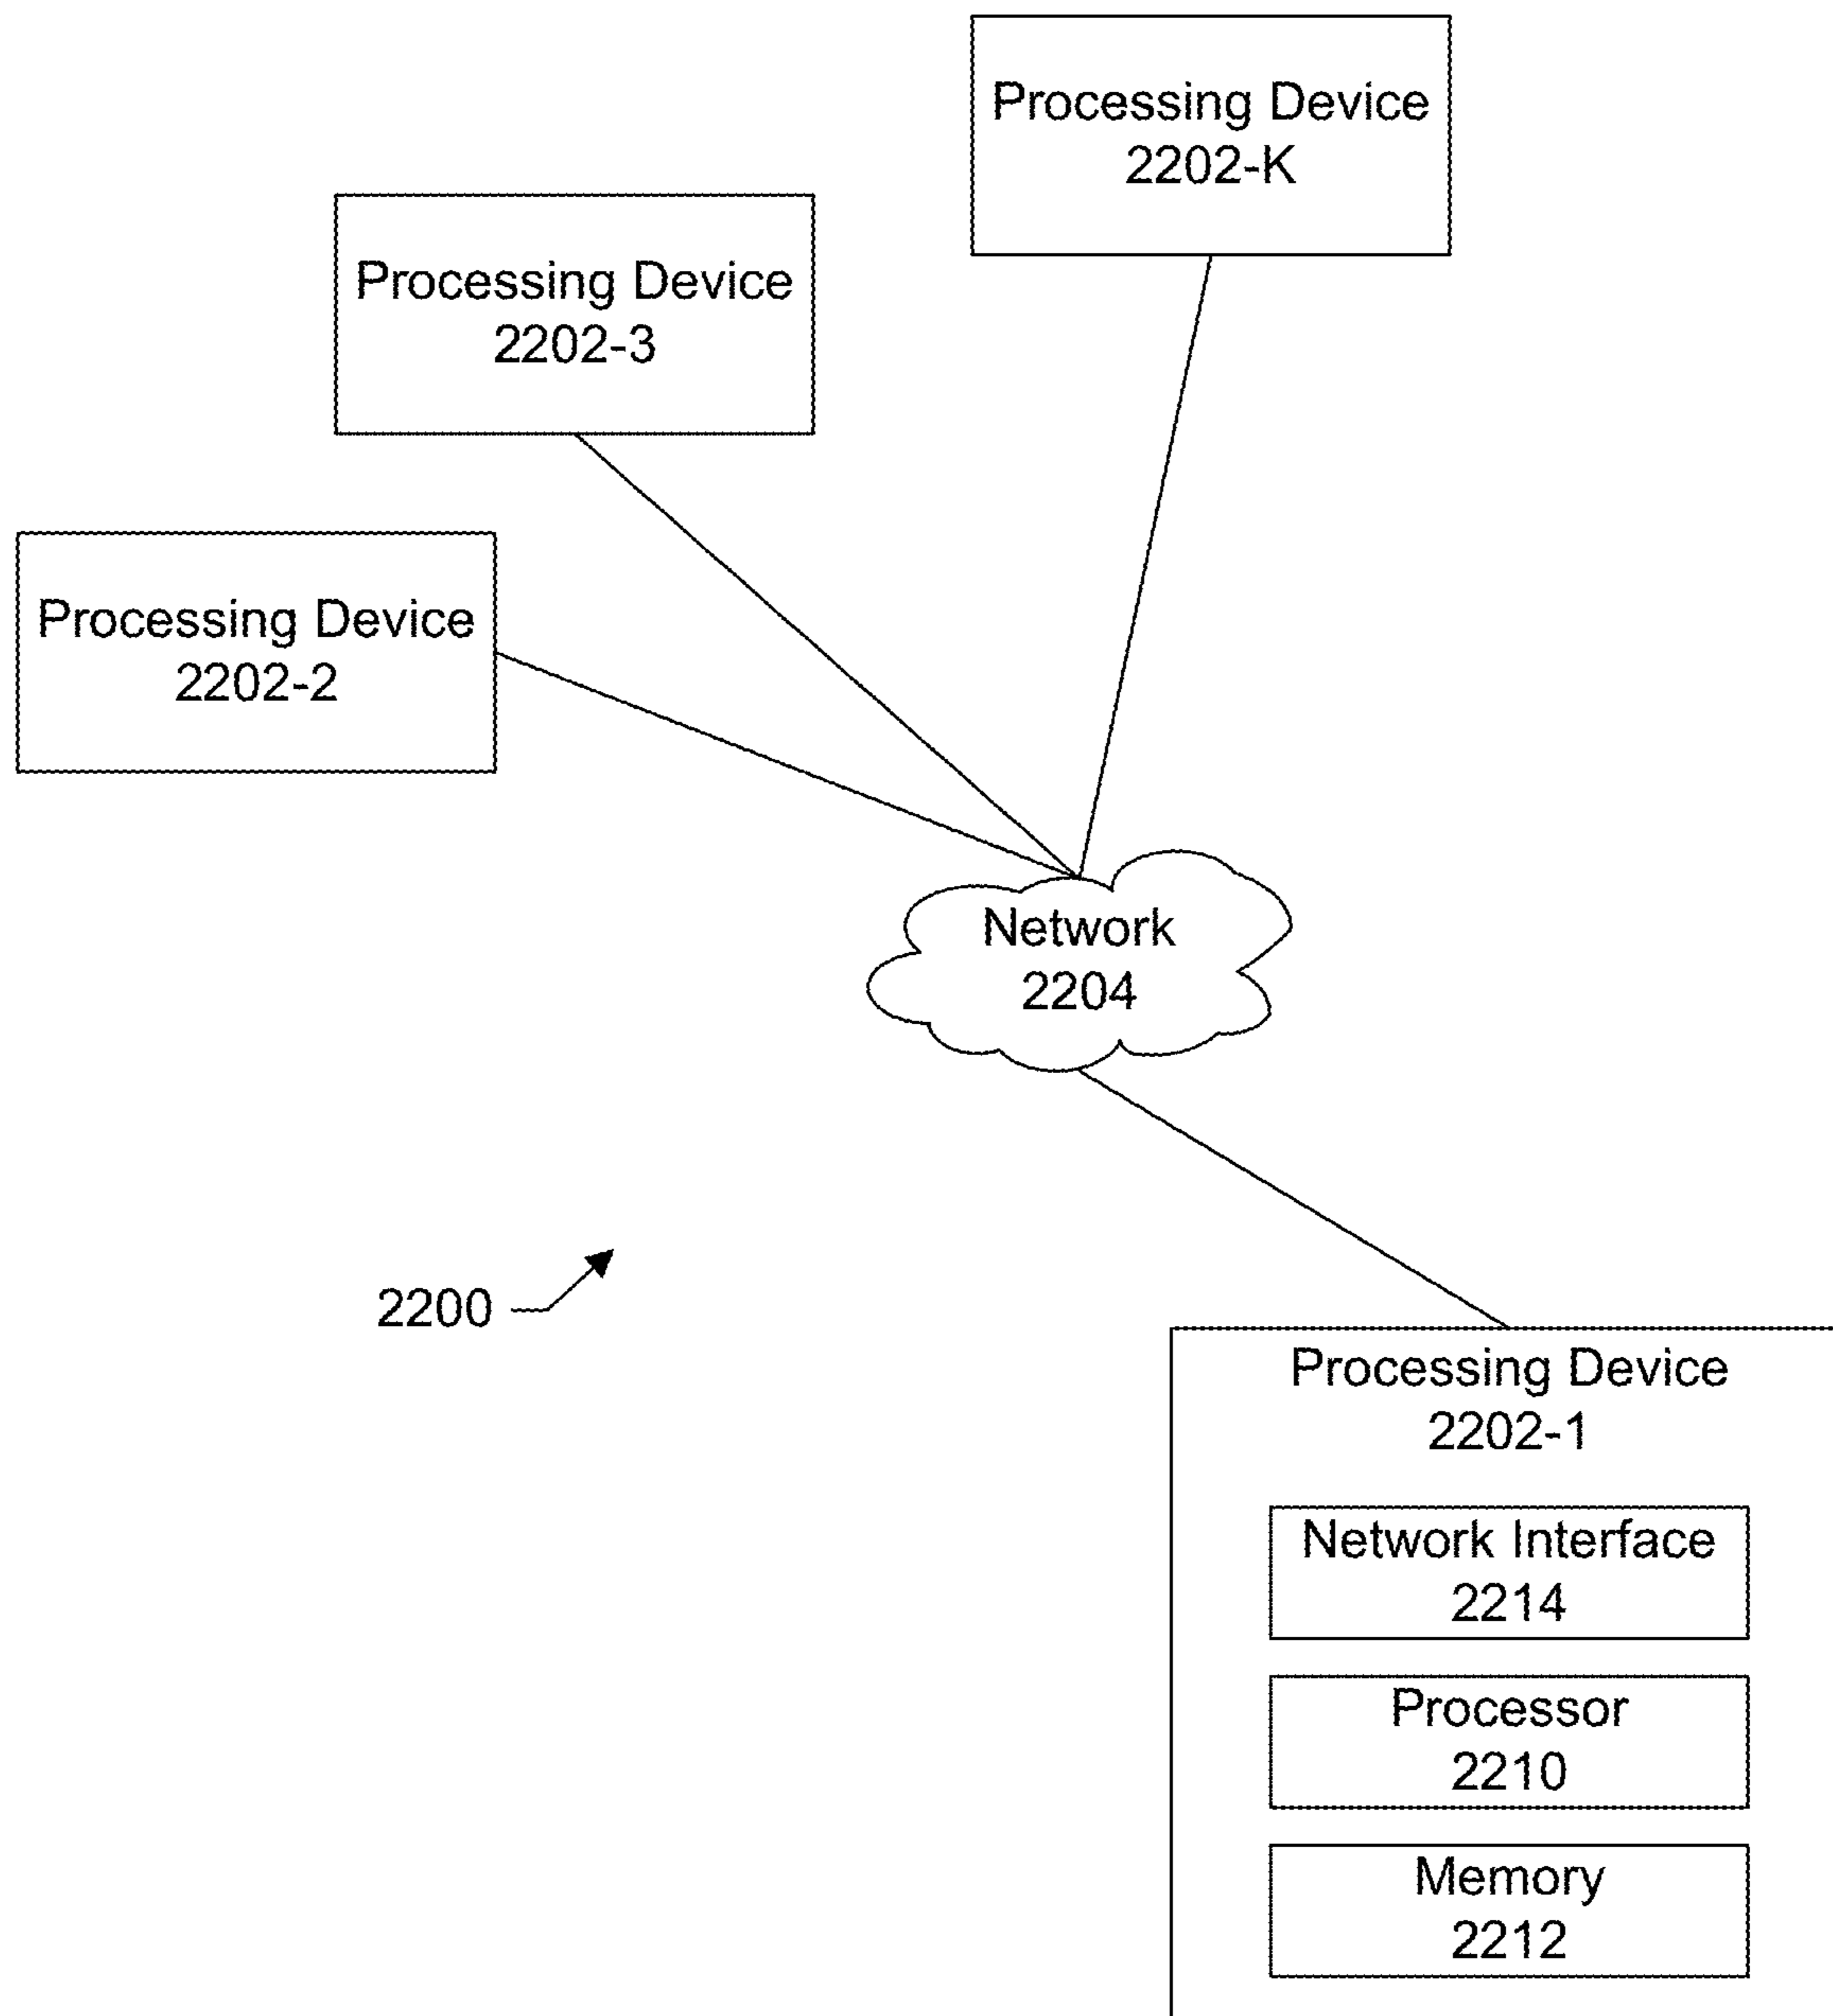 Processing Device
2202-K
Processing Device
2202-3
Processing Device
2202-2
Network
2204
2200
Processing Device
2202-1
Network Interface
2214
Processor
2210
Memory
2212